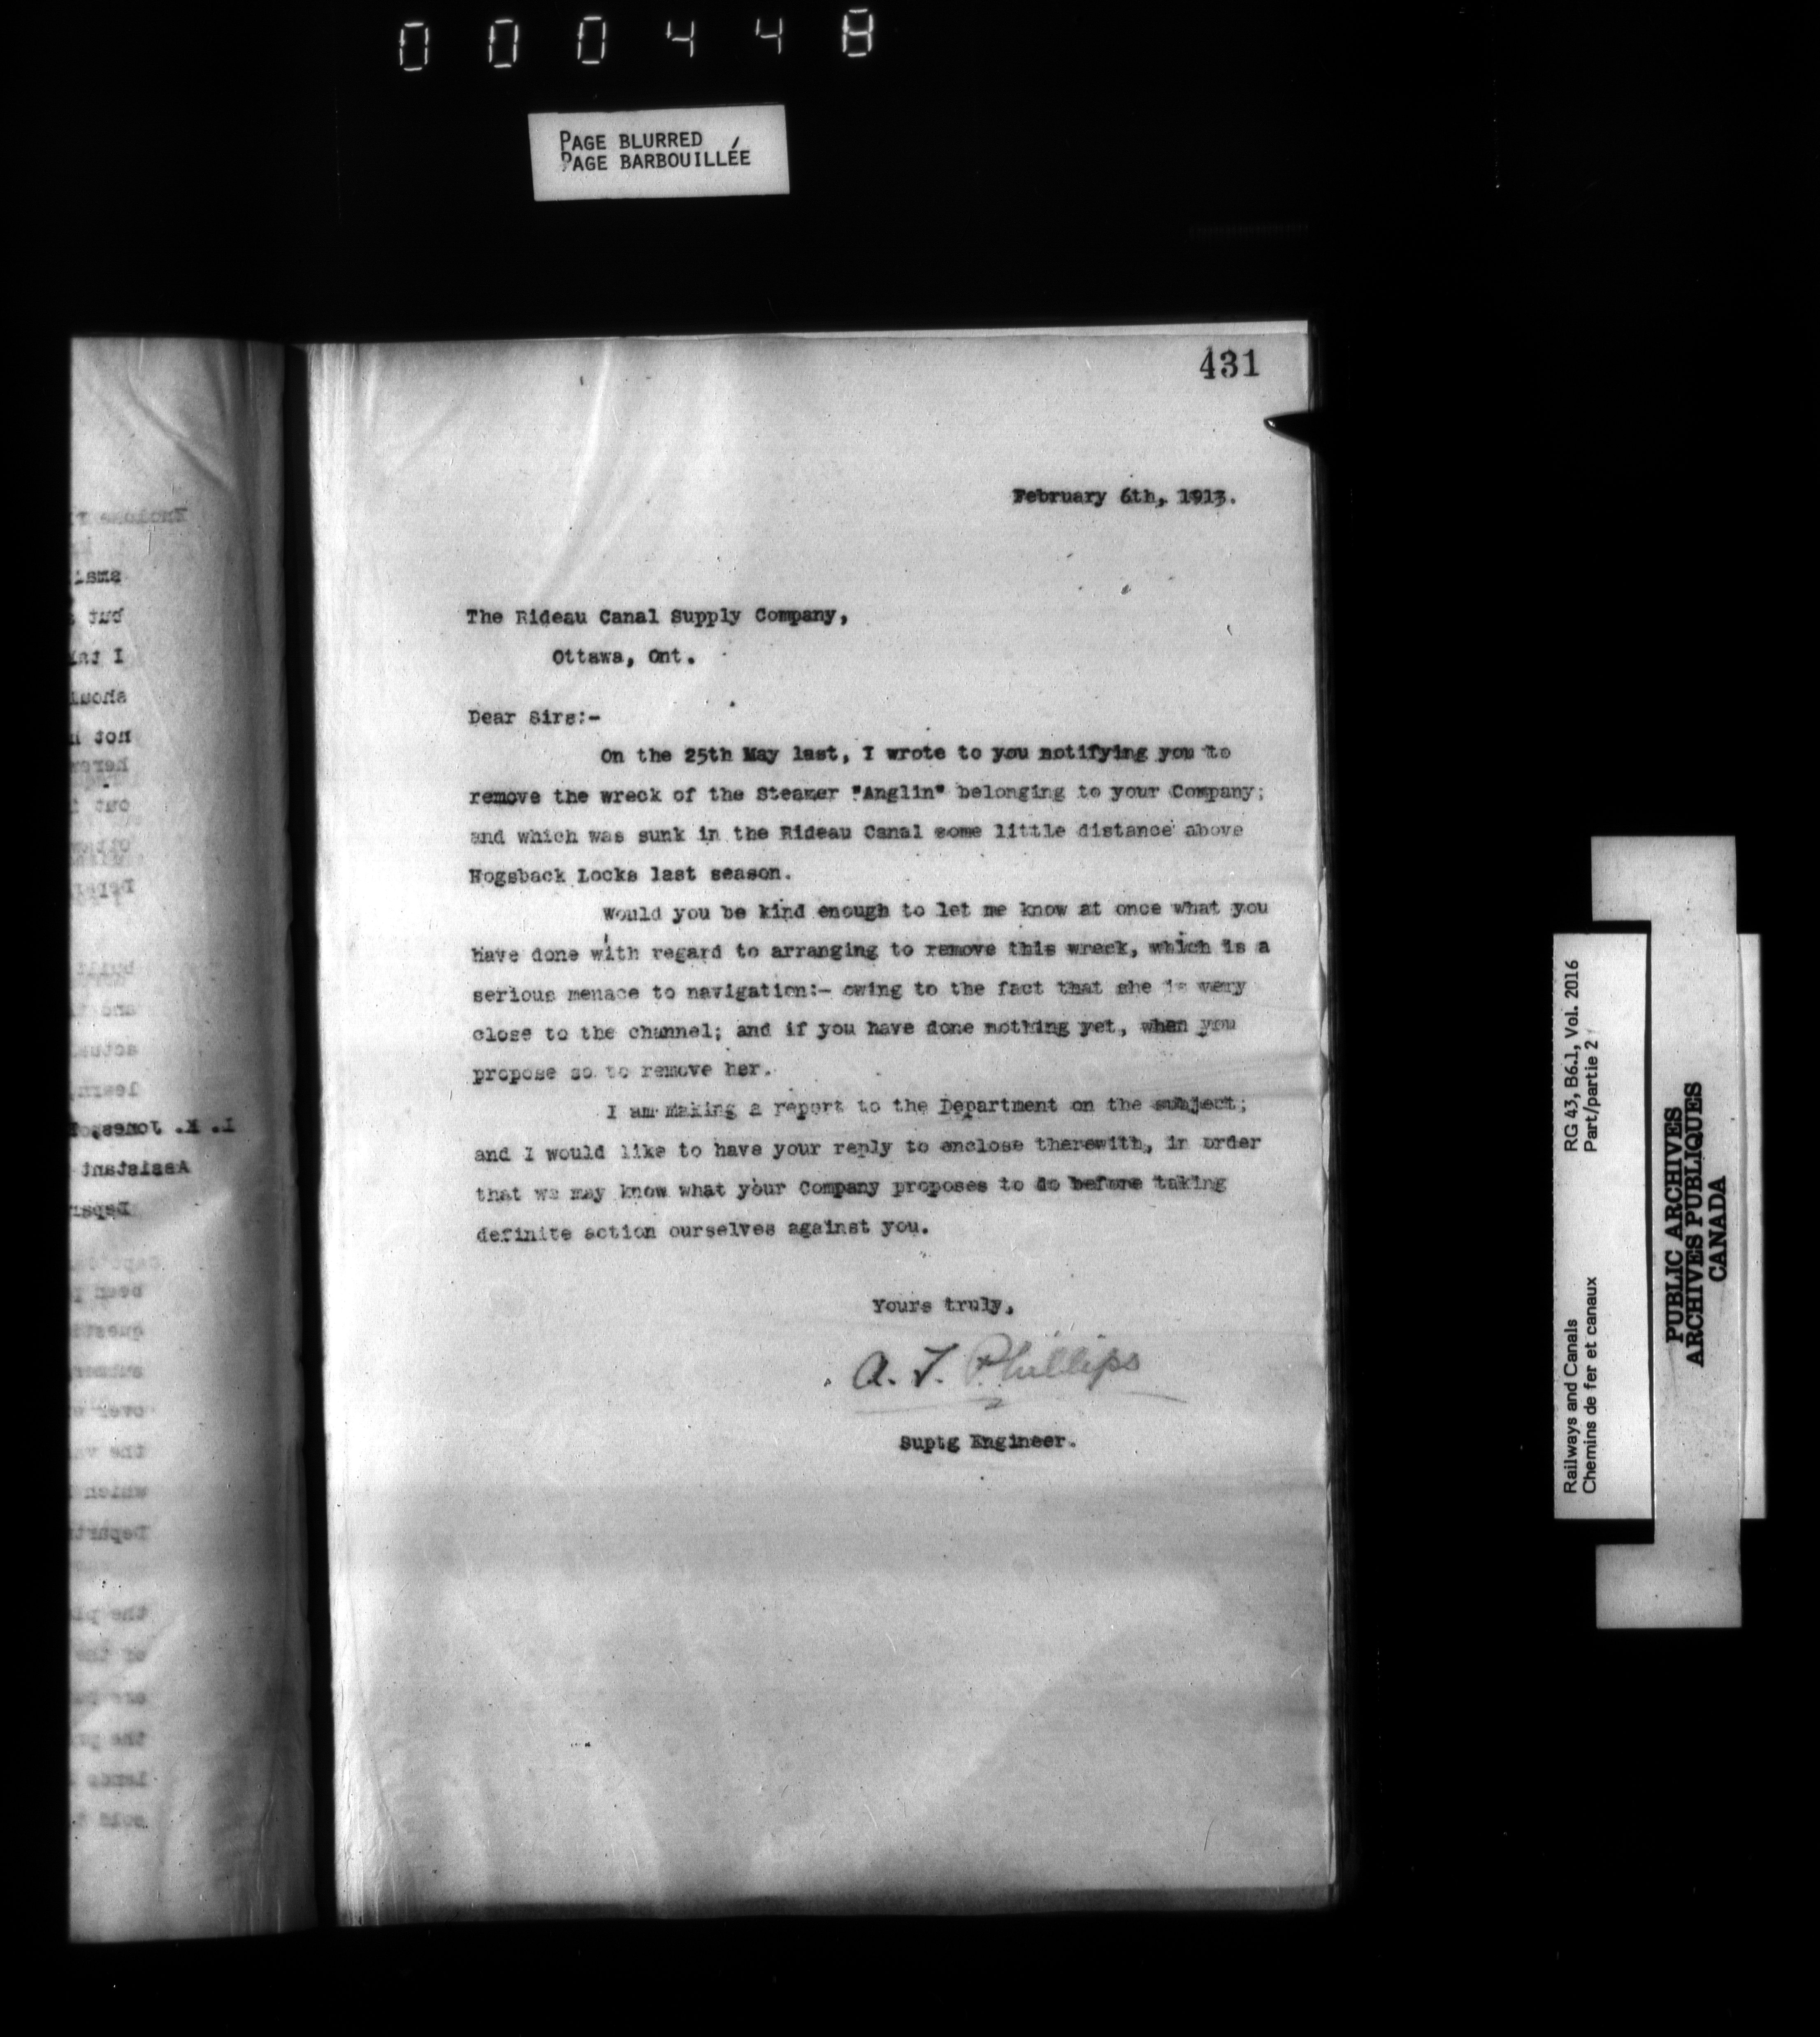 000448
PAGE BLURRED
PAGE BARBOUILLÉE
431
February 6th, 1913.
The Rideau Canal Supply Company,
Ottawa, Ont.
Dear Sirs:-
On the 25th May last, I wrote to you notifying you to
remove the wreck of the Steamer "Anglin" belonging to your Company;
and which was sunk in the Rideau Canal some little distance above
Hogsback Locks last season.
Would you be kind enough to let me know at once what you
have done with regard to arranging to remove this wreck, which is a
serious menace to navigation:- owing to the fact that she is very
close to the channel; and if you have done nothing yet, when you
propose so to remove her.
I am making a report to the Department on the subject;
and I would like to have your reply to enclose therewith, in order
that we may know what your Company proposes to do before taking
definite action ourselves against you.
Yours truly,
A. T. Phillips
Suptg Engineer.
L. K. Jones,
Assistant
Railways and Canals
Chemins de fer et canaux
RG 43, B6.1, Vol. 2016
Part/partie 2
PUBLIC ARCHIVES
ARCHIVES PUBLIQUES
CANADA